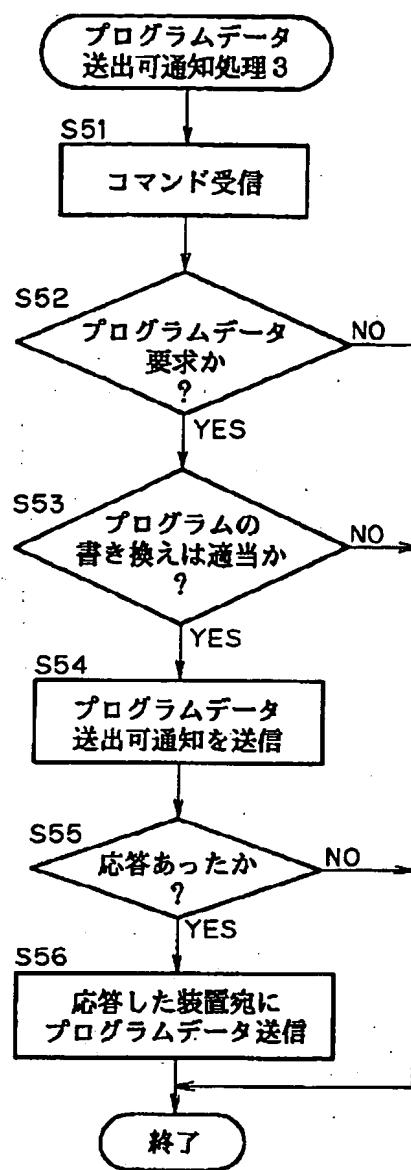 プログラムデータ
送出可通知処理3
S51
コマンド受信
S52
プログラムデータ
要求か
?
NO
YES
S53
プログラムの
書き換えは適当か
?
NO
YES
S54
プログラムデータ
送出可通知を送信
S55
応答あったか
?
NO
YES
S56
応答した装置宛に
プログラムデータ送信
終了